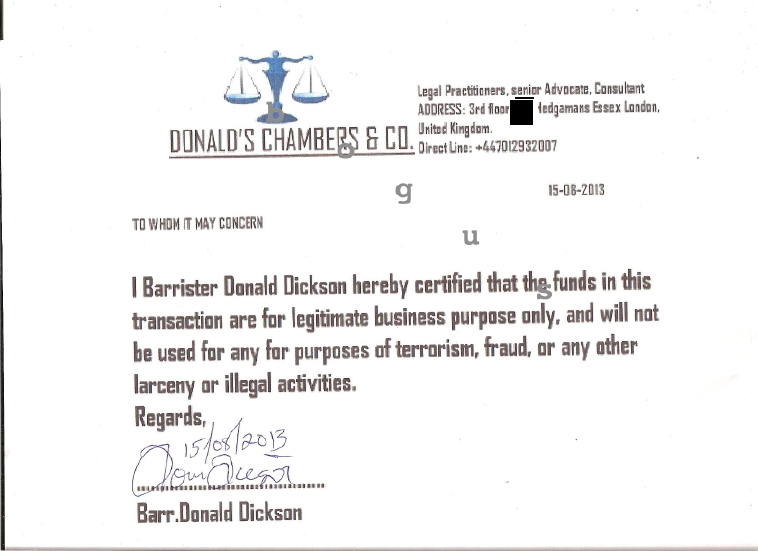 Legal Practitioners, senior Advocate, Consultant
ADDRESS: 3rd floor Hedgamans Essex London,
United Kingdom.
Direct Line: +447012932007
DONALD'S CHAMBERS & CO.
15-08-2013
TO WHOM IT MAY CONCERN
bogus
I Barrister Donald Dickson hereby certified that the funds in this
transaction are for legitimate business purpose only, and will not
be used for any for purposes of terrorism, fraud, or any other
larceny or illegal activities.
Regards,
15/08/2013
Barr.Donald Dickson